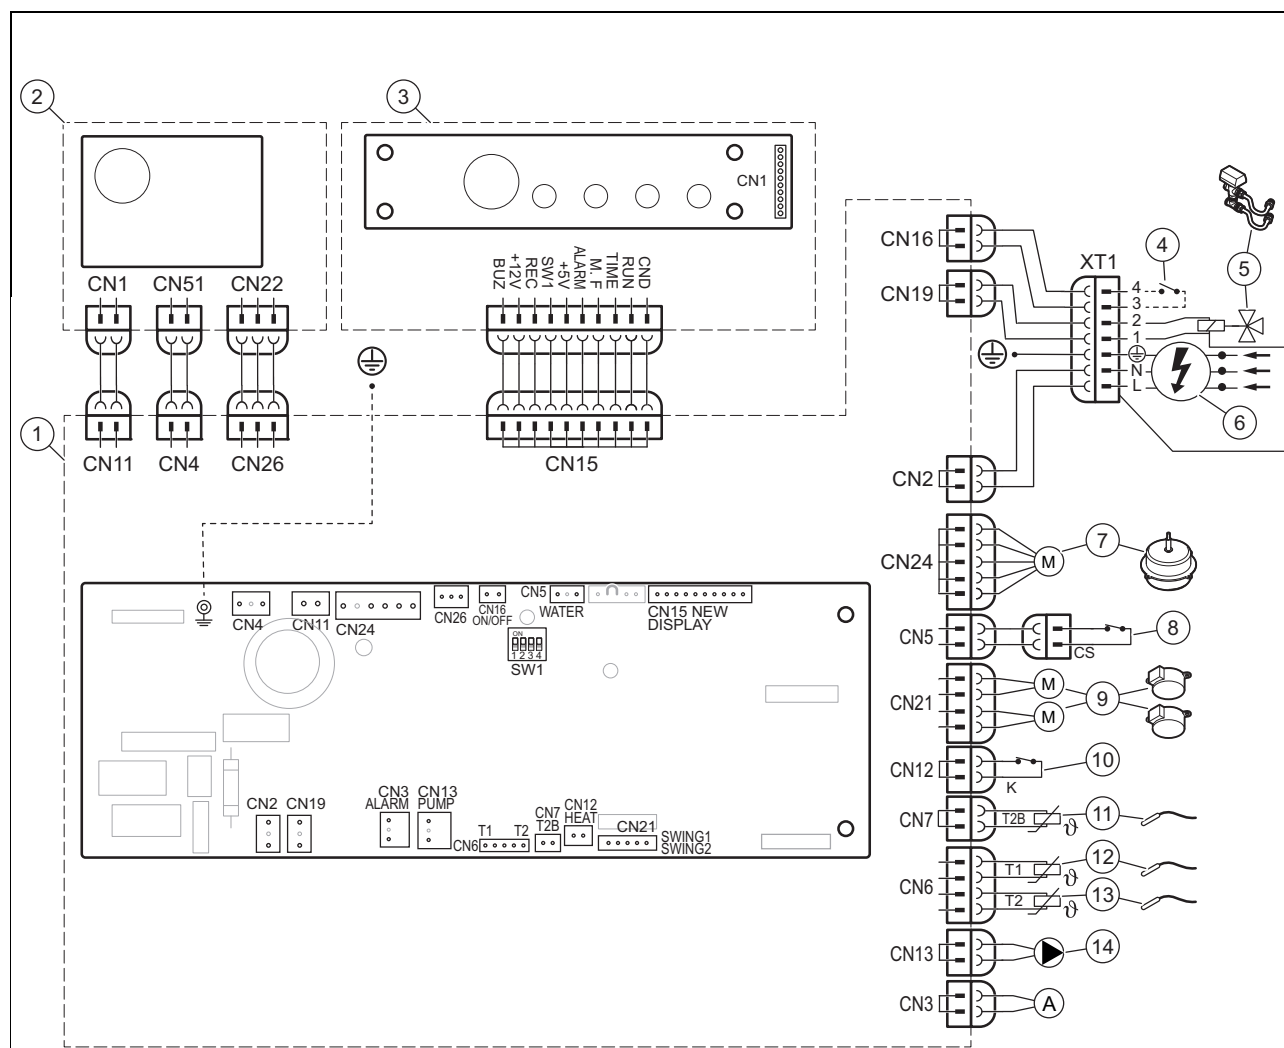 2
3
CN1
CN1 CN51 CN22
BUZ
+12V
REC
SW1
+5V
ALARM
M. F
TIME
RUN
CND
1
CN11 CN4 CN26
CN15
CN16
CN19
XT1
4
5
4
3
2
1
N
L
6
CN2
CN24
M
7
CN5
CS
8
CN21
M
M
9
CN12
K
10
CN7
T2B
ϑ
11
CN6
T1
ϑ
12
T2
ϑ
13
CN13
14
CN3
A
CN4
CN11
CN24
CN26
CN16
ON/OFF
CN5
WATER
CN15 NEW
DISPLAY
ON
1 2 3 4
SW1
CN2
CN19
CN3
ALARM
CN13
PUMP
T1 T2
CN6
CN7
T2B
CN12
HEAT
CN21
SWING1
SWING2